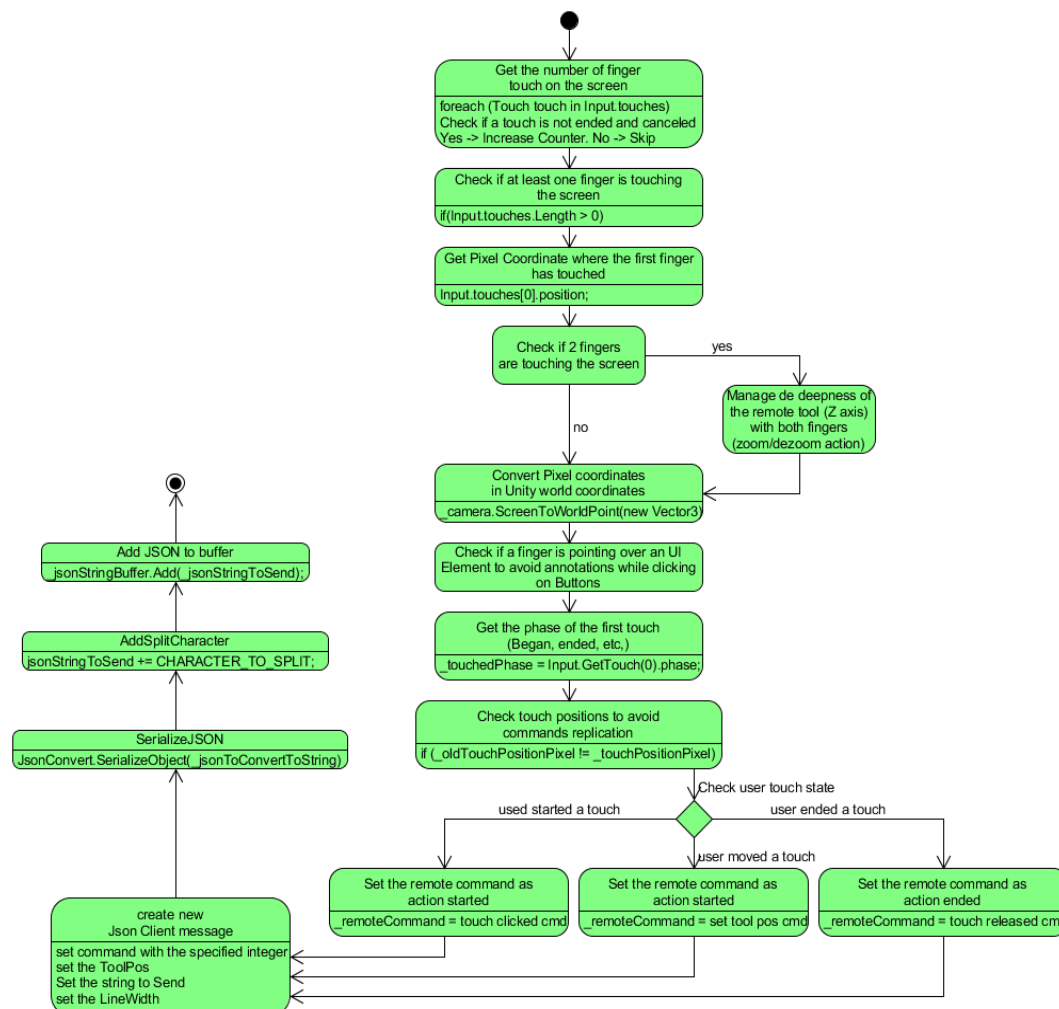 Get the number of finger
touch on the screen
foreach (Touch touch in Input.touches)
Check if a touch is not ended and canceled
Yes -> Increase Counter. No -> Skip
Check if at least one finger is touching
the screen
if(Input.touches.Length > 0)
Get Pixel Coordinate where the first finger
has touched
Input.touches[0].position;
Check if 2 fingers
are touching the screen
yes
Manage de deepness of
the remote tool (Z axis)
with both fingers
(zoom/dezoom action)
no
Convert Pixel coordinates
in Unity world coordinates
_camera.ScreenToWorldPoint(new Vector3)
Check if a finger is pointing over an UI
Element to avoid annotations while clicking
on Buttons
Get the phase of the first touch
(Began, ended, etc,)
_touchedPhase = Input.GetTouch(0).phase;
Check touch positions to avoid
commands replication
if (_oldTouchPositionPixel != _touchPositionPixel)
Check user touch state
used started a touch
user ended a touch
user moved a touch
Set the remote command as
action started
_remoteCommand = touch clicked cmd
Set the remote command as
action started
_remoteCommand = set tool pos cmd
Set the remote command as
action ended
_remoteCommand = touch released cm
create new
Json Client message
set command with the specified integer
set the ToolPos
Set the string to Send
set the LineWidth
SerializeJSON
JsonConvert.SerializeObject(_jsonToConvertToString)
AddSplitCharacter
jsonStringToSend += CHARACTER_TO_SPLIT;
Add JSON to buffer
_jsonStringBuffer.Add(_jsonStringToSend);